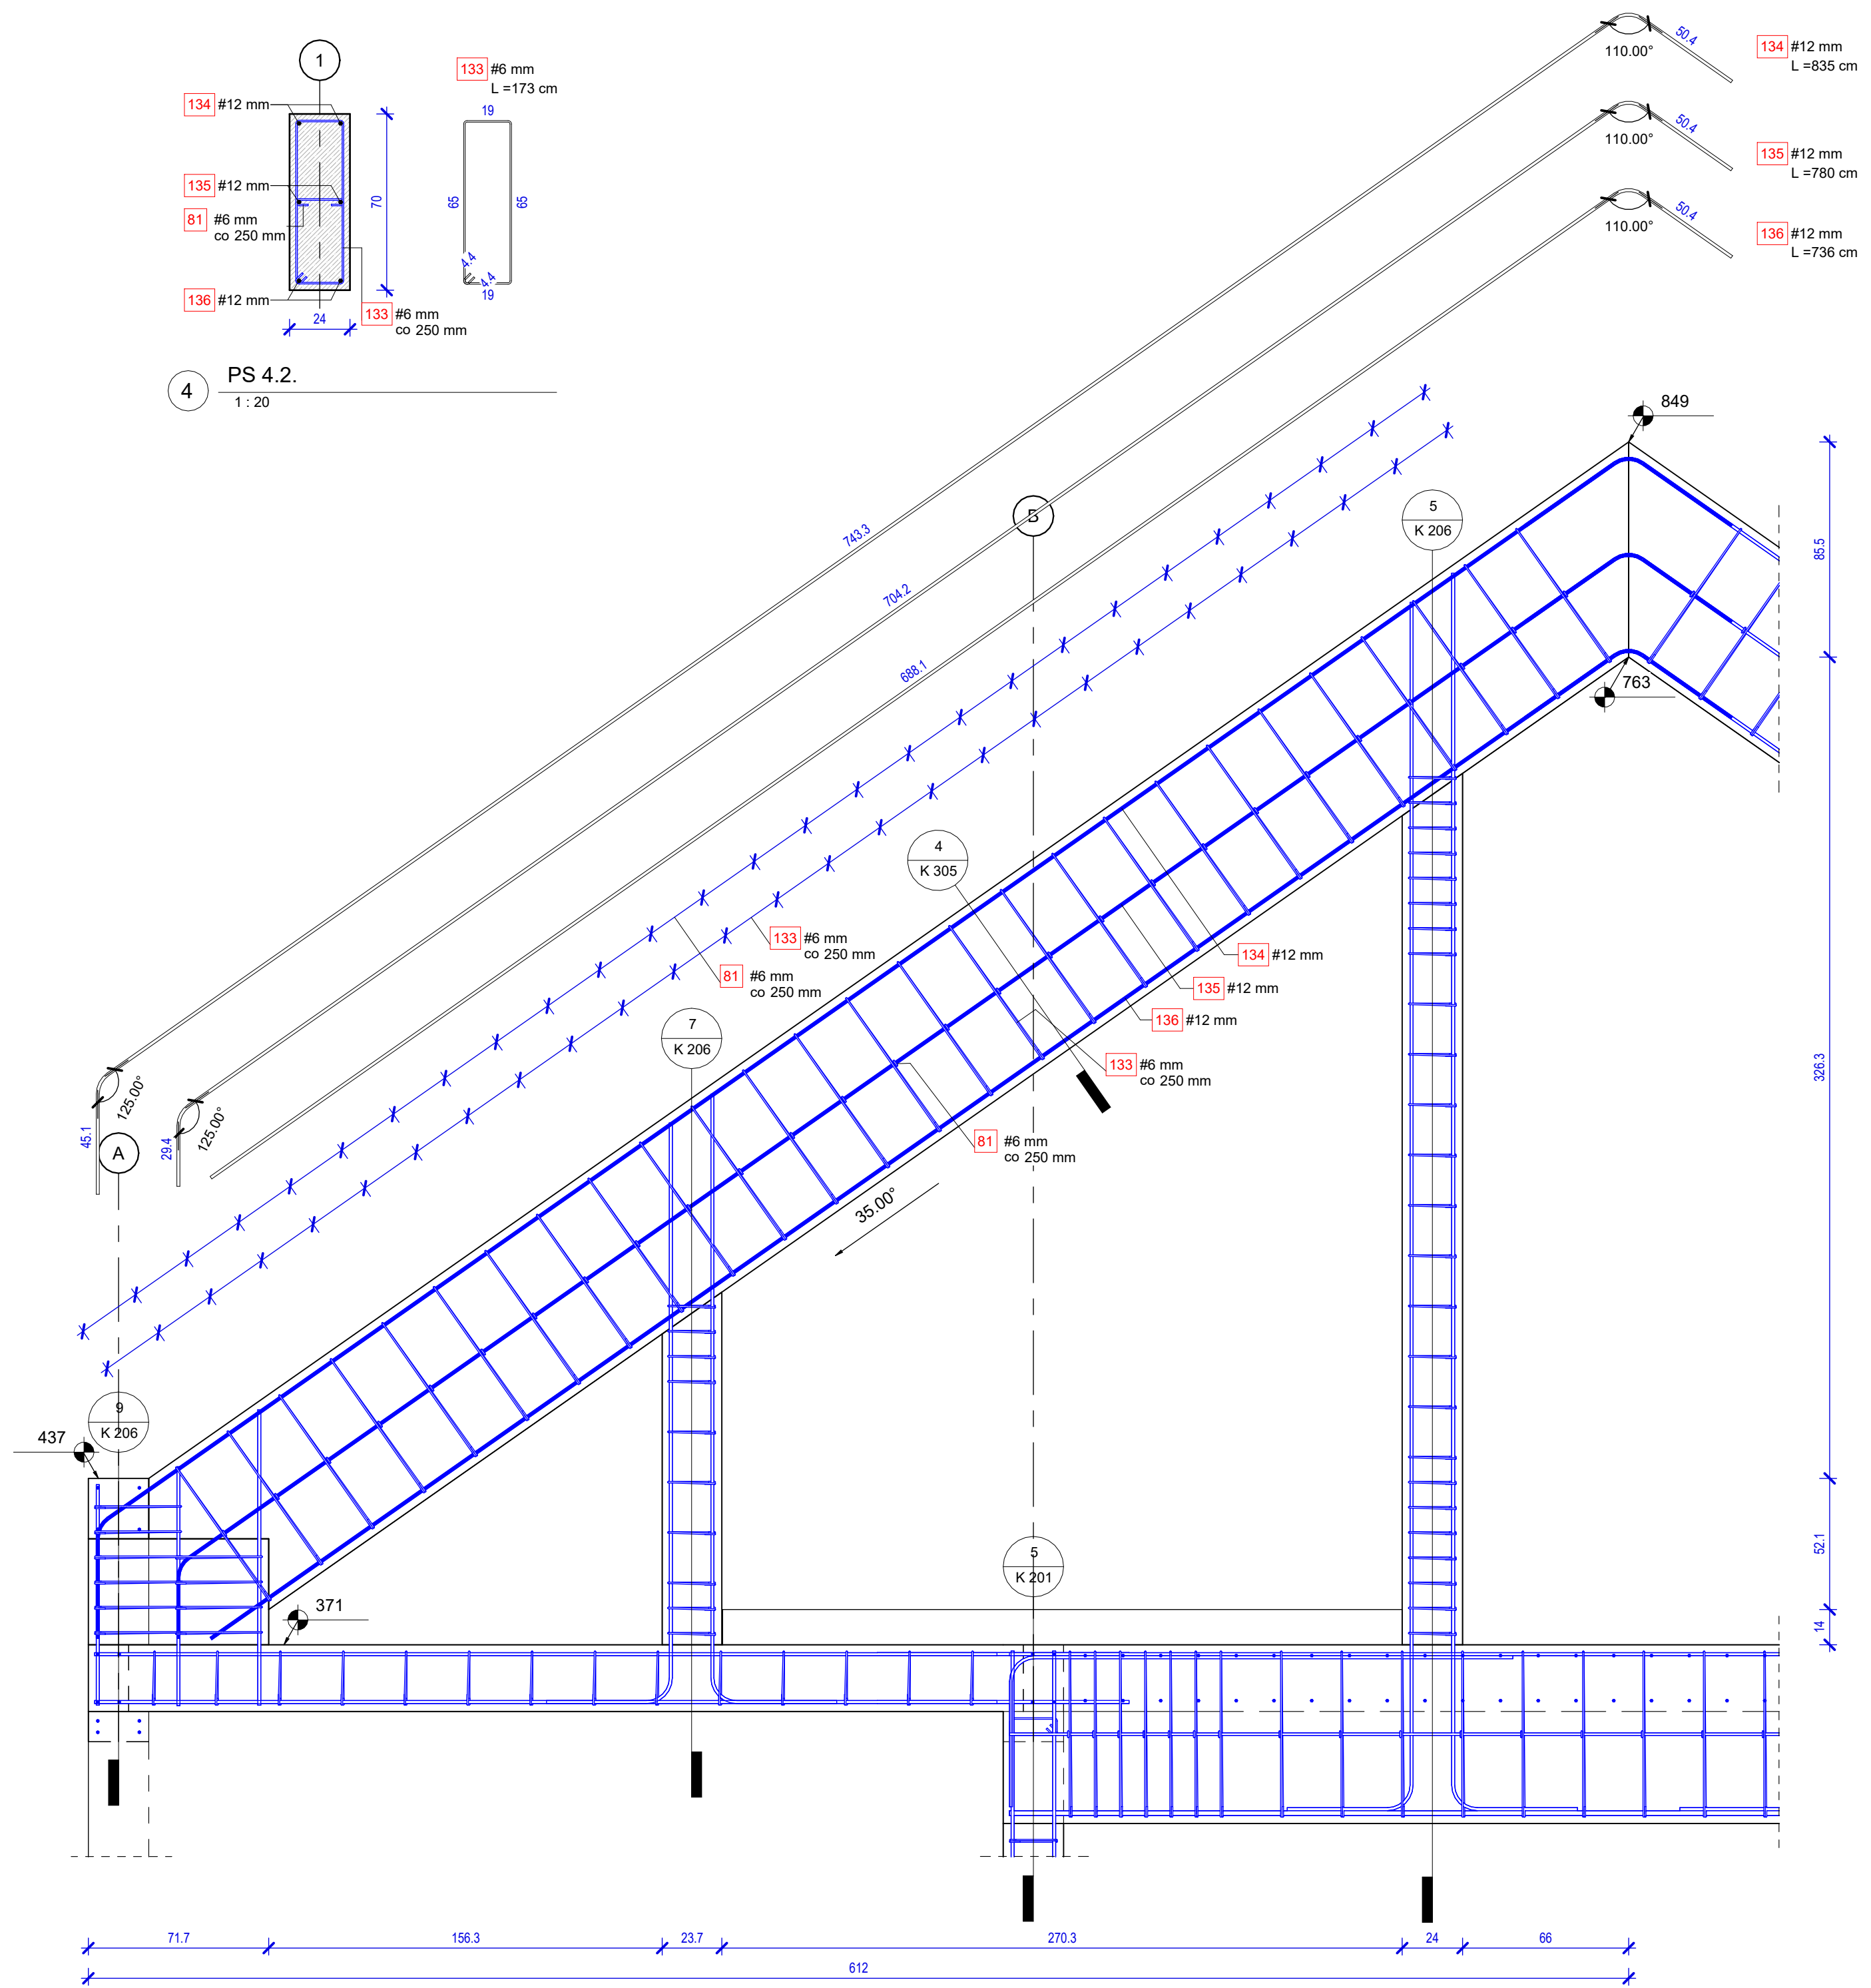 1
133 #6 mm
L =173 cm
134 #12 mm
135 #12 mm
81 #6 mm
co 250 mm
136 #12 mm
133 #6 mm
co 250 mm
70
24
19
65
65
4.4
4.4
19
4 PS 4.2.
1 : 20
50.4
110.00°
134 #12 mm
L =835 cm
50.4
110.00°
135 #12 mm
L =780 cm
50.4
110.00°
136 #12 mm
L =736 cm
849
B
5
K 206
743.3
704.2
688.1
85.5
763
4
K 305
133 #6 mm
co 250 mm
81 #6 mm
co 250 mm
134 #12 mm
135 #12 mm
136 #12 mm
133 #6 mm
co 250 mm
7
K 206
125.00°
45.1
125.00°
29.4
A
81 #6 mm
co 250 mm
35.00°
326.3
9
K 206
437
371
5
K 201
52.1
14
71.7
156.3
23.7
270.3
24
66
612